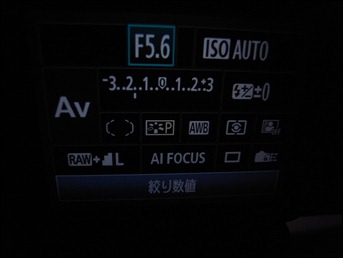 F5.6 ISO AUTO
-3..2..1..0..1..2.+3 ±0
Av
P AWB
RAW+L AI FOCUS
絞り数値